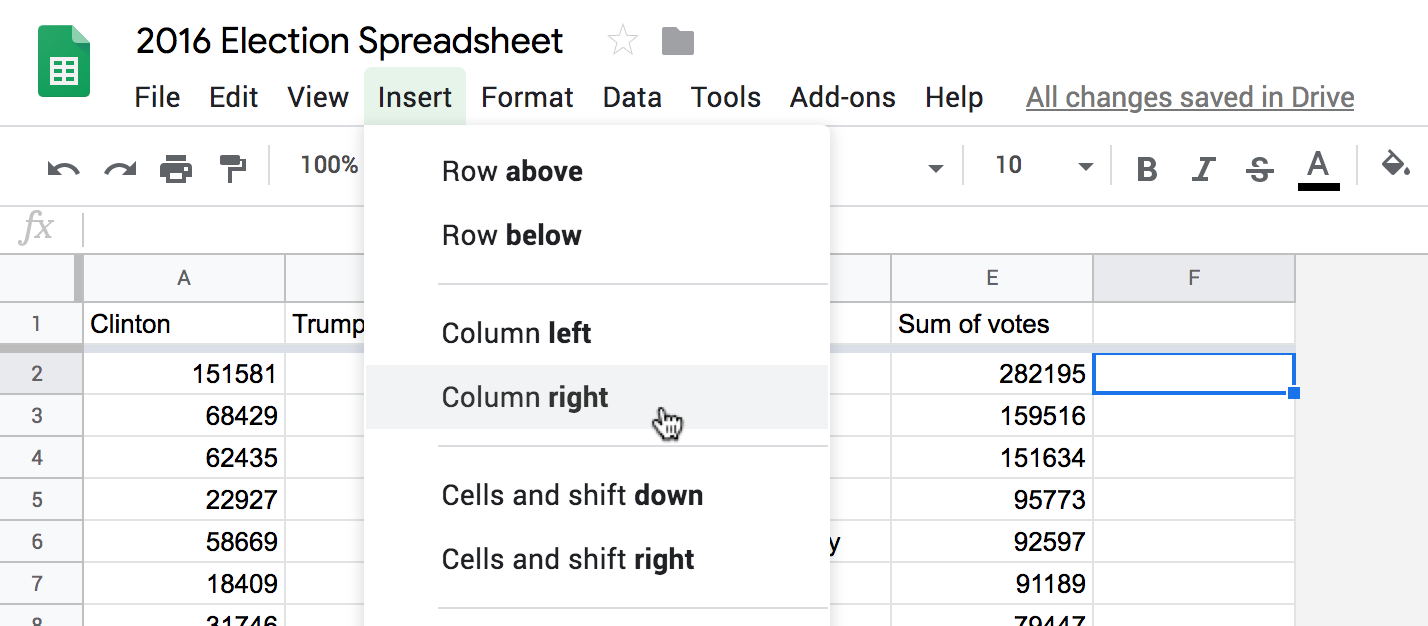 2016 Election Spreadsheet
File Edit View Insert Format Data Tools Add-ons Help All changes saved in Drive
100% 10 B I S A
fx
A E F
1 Clinton Trump Sum of votes
2 151581 282195
3 68429 159516
4 62435 151634
5 22927 95773
6 58669 y 92597
7 18409 91189
8 31746 79447
Row above
Row below
Column left
Column right
Cells and shift down
Cells and shift right